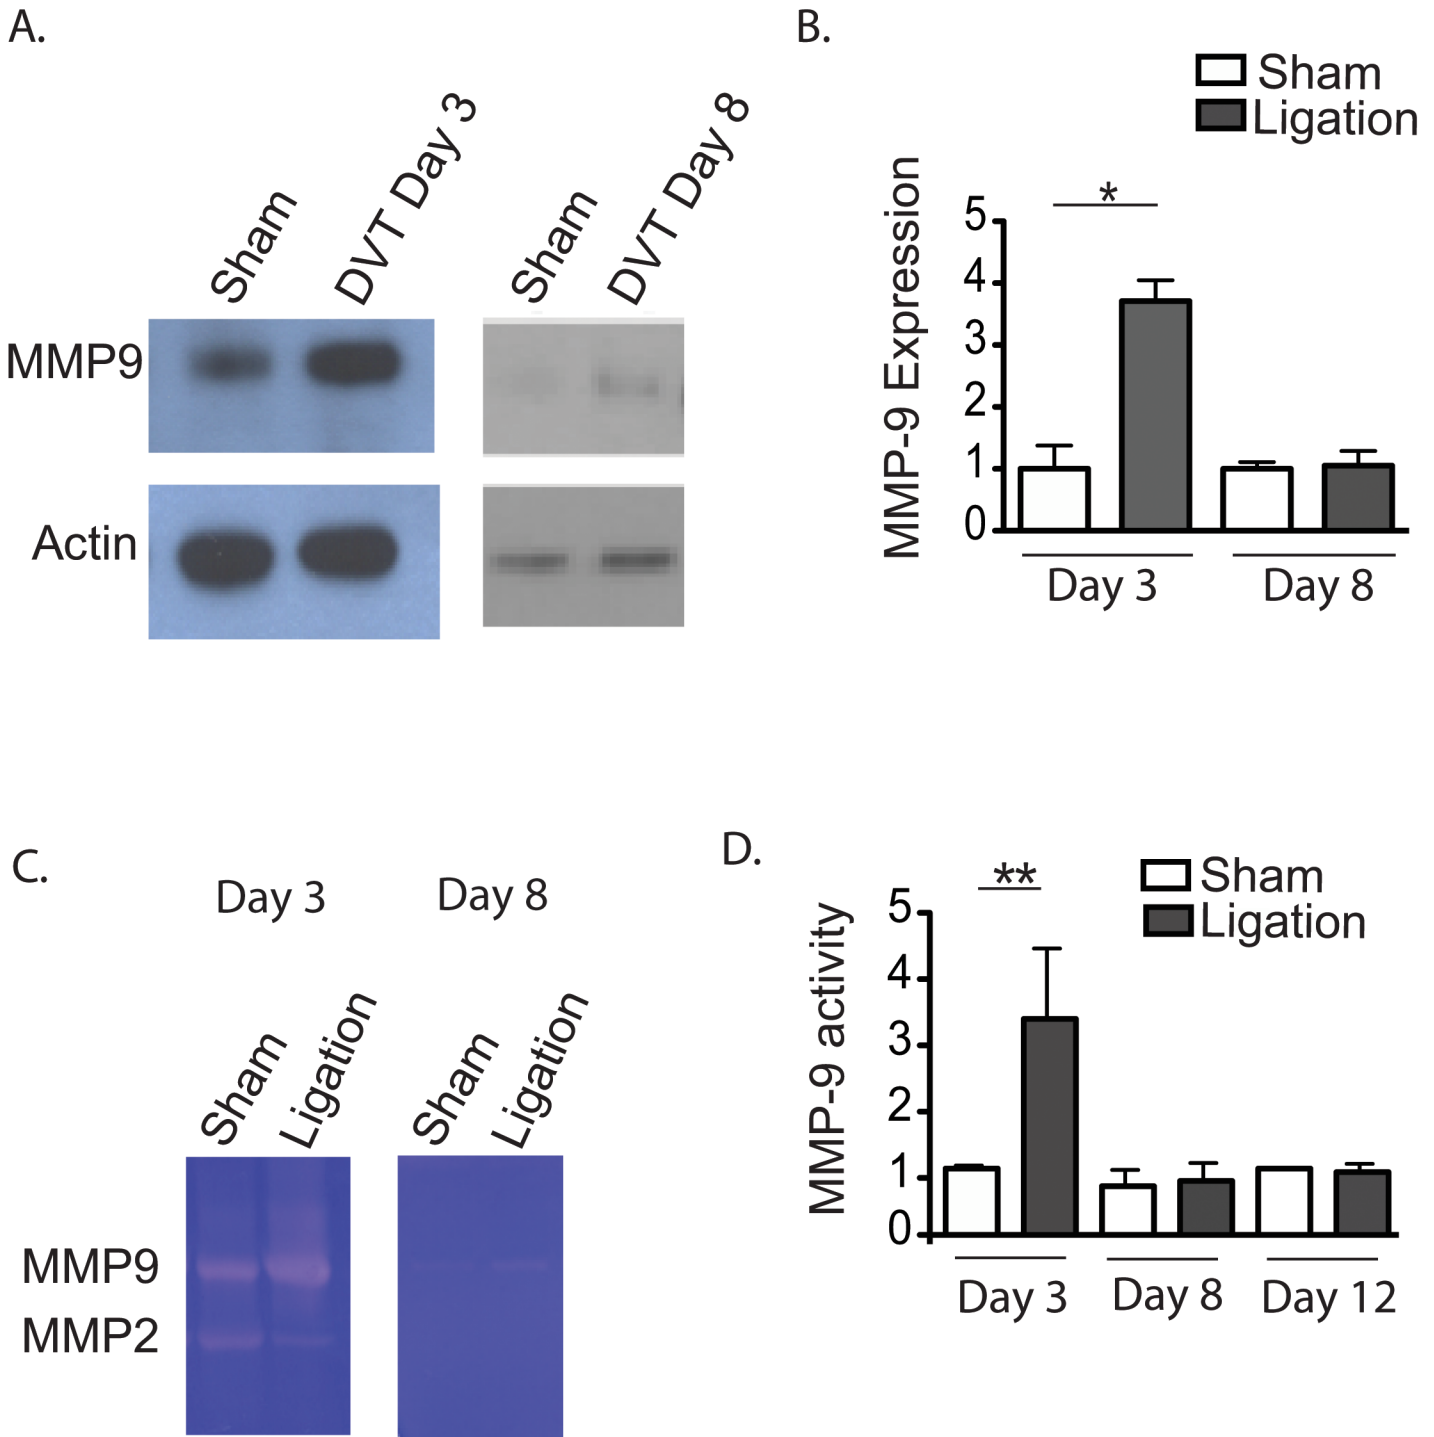 A.
Sham
DVT Day 3
Sham
DVT Day 8
MMP9
Actin
B.
Sham
Ligation
*
MMP-9 Expression
5
4
3
2
1
0
Day 3
Day 8
C.
Day 3
Day 8
Sham
Ligation
Sham
Ligation
MMP9
MMP2
D.
Sham
Ligation
**
MMP-9 activity
5
4
3
2
1
0
Day 3
Day 8
Day 12